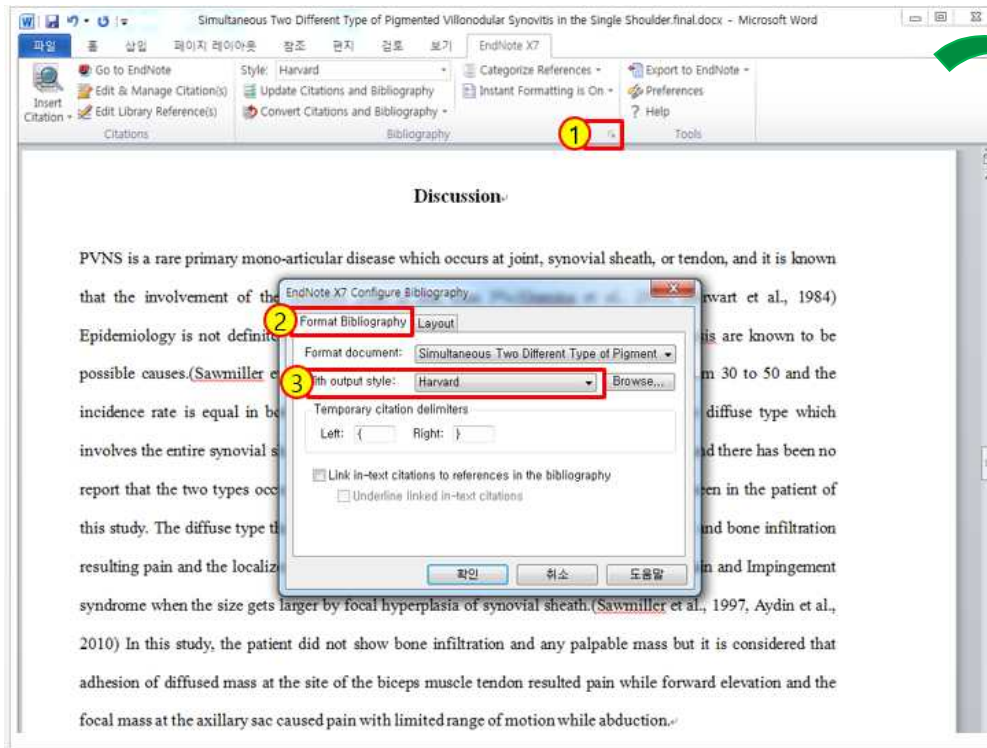 Simultaneous Two Different Type of Pigmented Villonodular Synovitis in the Single Shoulder.final.docx - Microsoft Word
파일 홈 삽입 페이지 레이아웃 참조 편지 검토 보기 EndNote X7
Go to EndNote Style: Harvard Categorize References Export to EndNote
Edit & Manage Citation(s) Update Citations and Bibliography Instant Formatting is On Preferences
Insert Citation Edit Library Reference(s) Convert Citations and Bibliography ? Help
Citations Bibliography 1 Tools
Discussion
PVNS is a rare primary mono-articular disease which occurs at joint, synovial sheath, or tendon, and it is known
that the involvement of the
EndNote X7 Configure Bibliography
rwart et al., 1984)
2 Format Bibliography Layout
Epidemiology is not definite
sis are known to be
Format document: Simultaneous Two Different Type of Pigment
possible causes.(Sawmiller e
m 30 to 50 and the
3 ith output style: Harvard Browse...
incidence rate is equal in bo
diffuse type which
Temporary citation delimiters
Left: { Right: }
involves the entire synovial s
nd there has been no
Link in-text citations to references in the bibliography
report that the two types occ
een in the patient of
Underline linked in-text citations
this study. The diffuse type th
and bone infiltration
resulting pain and the localiz
in and Impingement
확인 취소 도움말
syndrome when the size gets larger by focal hyperplasia of synovial sheath.(Sawmiller et al., 1997, Aydin et al.,
2010) In this study, the patient did not show bone infiltration and any palpable mass but it is considered that
adhesion of diffused mass at the site of the biceps muscle tendon resulted pain while forward elevation and the
focal mass at the axillary sac caused pain with limited range of motion while abduction.